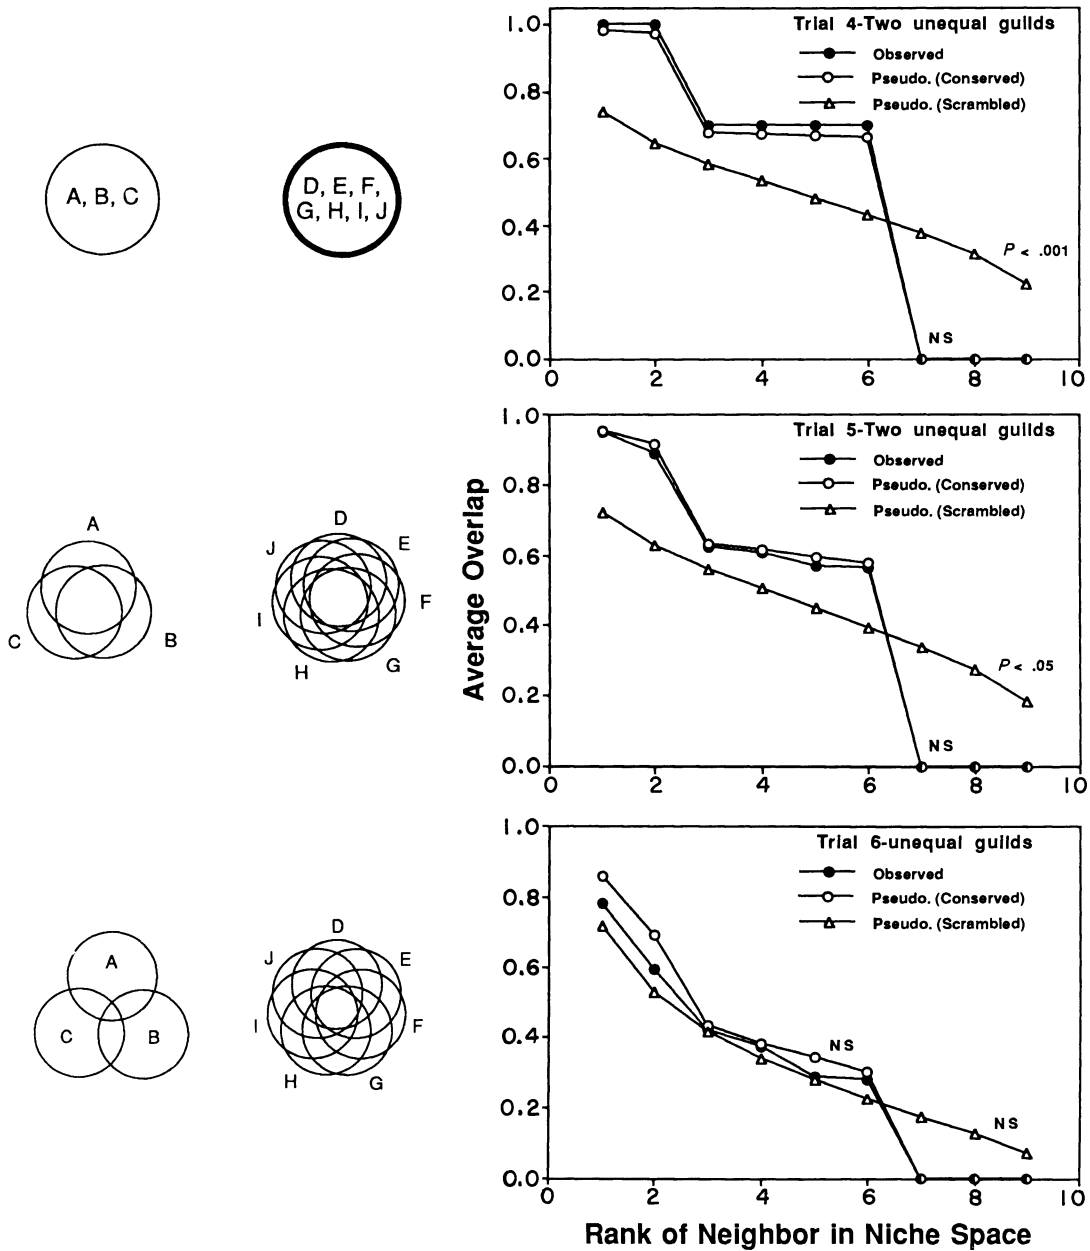 A, B, C
D, E, F,
G, H, I, J
Trial 4-Two unequal guilds
Observed
Pseudo. (Conserved)
Pseudo. (Scrambled)
1.0
0.8
0.6
0.4
0.2
0.0
P < .001
NS
0 2 4 6 8 10
A
C
B
D
E
F
G
H
I
J
Trial 5-Two unequal guilds
Observed
Pseudo. (Conserved)
Pseudo. (Scrambled)
1.0
0.8
0.6
0.4
0.2
0.0
P < .05
NS
0 2 4 6 8 10
Average Overlap
A
C
B
D
E
F
G
H
I
J
Trial 6-unequal guilds
Observed
Pseudo. (Conserved)
Pseudo. (Scrambled)
1.0
0.8
0.6
0.4
0.2
0.0
NS
NS
0 2 4 6 8 10
Rank of Neighbor in Niche Space